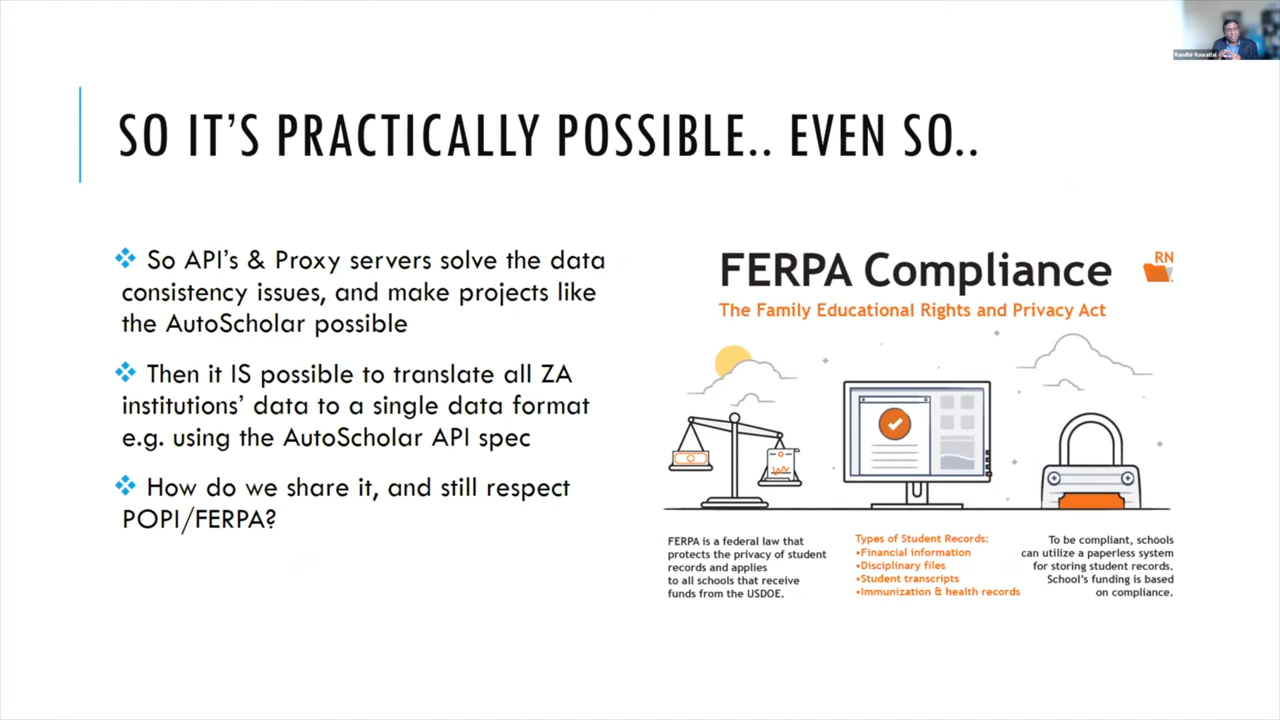 Randhir Rawatlal
SO IT'S PRACTICALLY POSSIBLE.. EVEN SO..
So API's & Proxy servers solve the data
consistency issues, and make projects like
the AutoScholar possible
Then it IS possible to translate all ZA
institutions' data to a single data format
e.g. using the AutoScholar API spec
How do we share it, and still respect
POPI/FERPA?
FERPA Compliance
RN
The Family Educational Rights and Privacy Act
FERPA is a federal law that
protects the privacy of student
records and applies
to all schools that receive
funds from the USDOE.
Types of Student Records:
•Financial information
•Disciplinary files
•Student transcripts
•Immunization & health records
To be compliant, schools
can utilize a paperless system
for storing student records.
School's funding is based
on compliance.